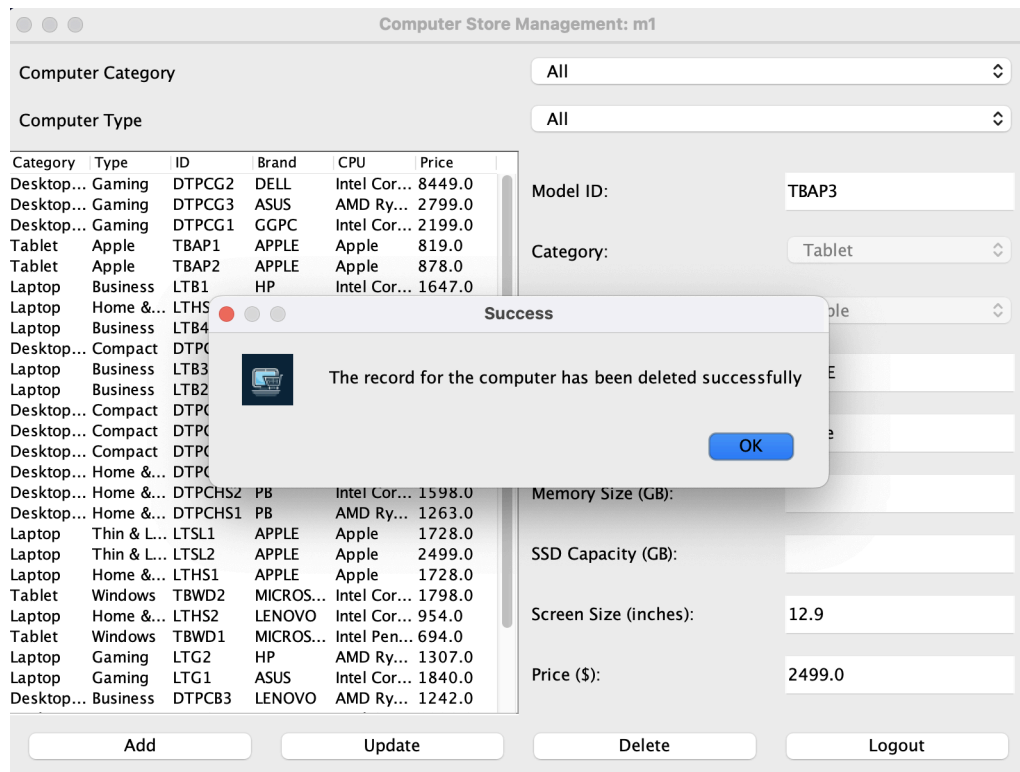 Computer Store Management: m1
Computer Category All
Computer Type All
Category Type ID Brand CPU Price
Desktop... Gaming DTPCG2 DELL Intel Cor... 8449.0
Desktop... Gaming DTPCG3 ASUS AMD Ry... 2799.0
Desktop... Gaming DTPCG1 GGPC Intel Cor... 2199.0
Tablet Apple TBAP1 APPLE Apple 819.0
Tablet Apple TBAP2 APPLE Apple 878.0
Laptop Business LTB1 HP Intel Cor... 1647.0
Laptop Home &... LTHS
Laptop Business LTB4
Desktop... Compact DTPC
Laptop Business LTB3
Laptop Business LTB2
Desktop... Compact DTPC
Desktop... Compact DTPC
Desktop... Compact DTPC
Desktop... Home &... DTPC
Desktop... Home &... DTPCHS2 PB Intel Cor... 1598.0
Desktop... Home &... DTPCHS1 PB AMD Ry... 1263.0
Laptop Thin & L... LTSL1 APPLE Apple 1728.0
Laptop Thin & L... LTSL2 APPLE Apple 2499.0
Laptop Home &... LTHS1 APPLE Apple 1728.0
Tablet Windows TBWD2 MICROS... Intel Cor... 1798.0
Laptop Home &... LTHS2 LENOVO Intel Cor... 954.0
Tablet Windows TBWD1 MICROS... Intel Pen... 694.0
Laptop Gaming LTG2 HP AMD Ry... 1307.0
Laptop Gaming LTG1 ASUS Intel Cor... 1840.0
Desktop... Business DTPCB3 LENOVO AMD Ry... 1242.0
Model ID: TBAP3
Category: Tablet
Success
The record for the computer has been deleted successfully
OK
Memory Size (GB):
SSD Capacity (GB):
Screen Size (inches): 12.9
Price ($): 2499.0
Add Update Delete Logout